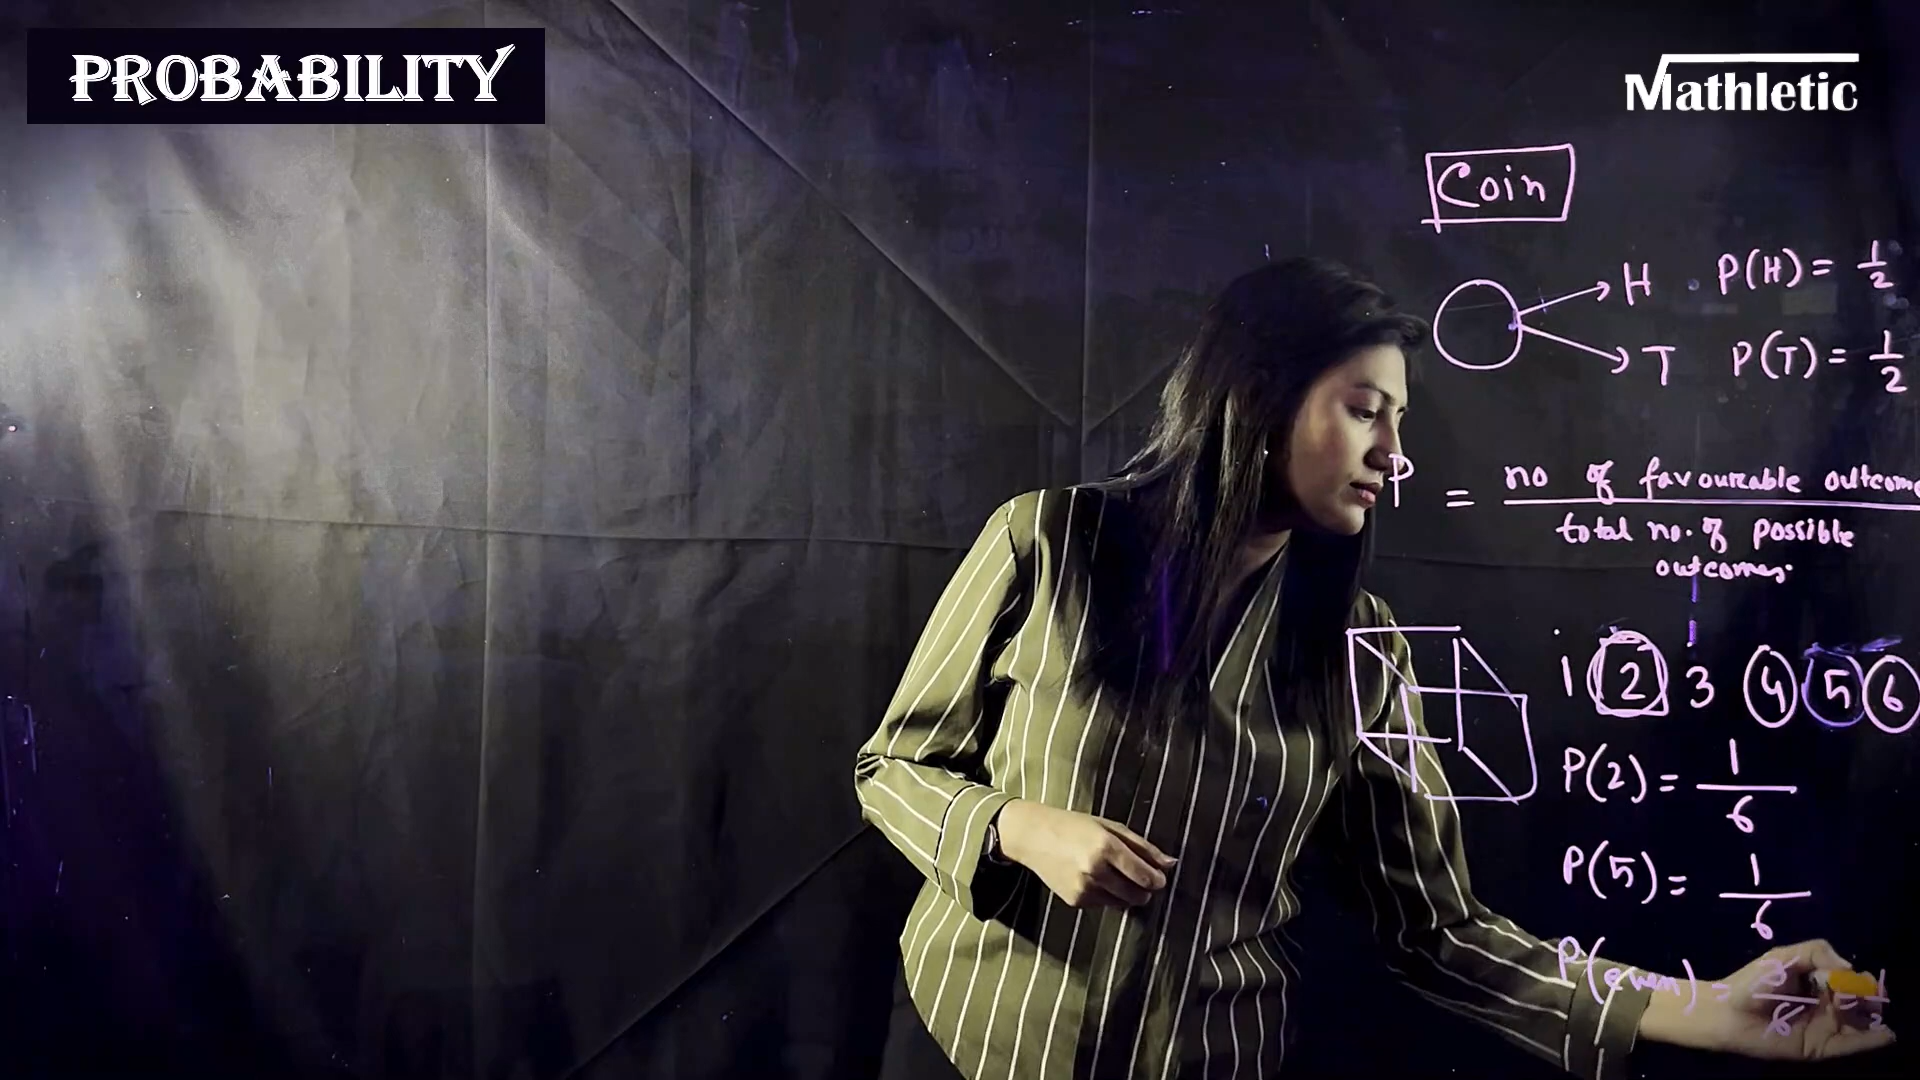 PROBABILITY
Mathletic
Coin
H P(H) = 1/2
T P(T) = 1/2
P = no of favourable outcome
total no. of possible
outcomes.
1 2 3 4 5 6
P(2) = 1/6
P(5) = 1/6
P(even) = 3/6 = 1/2